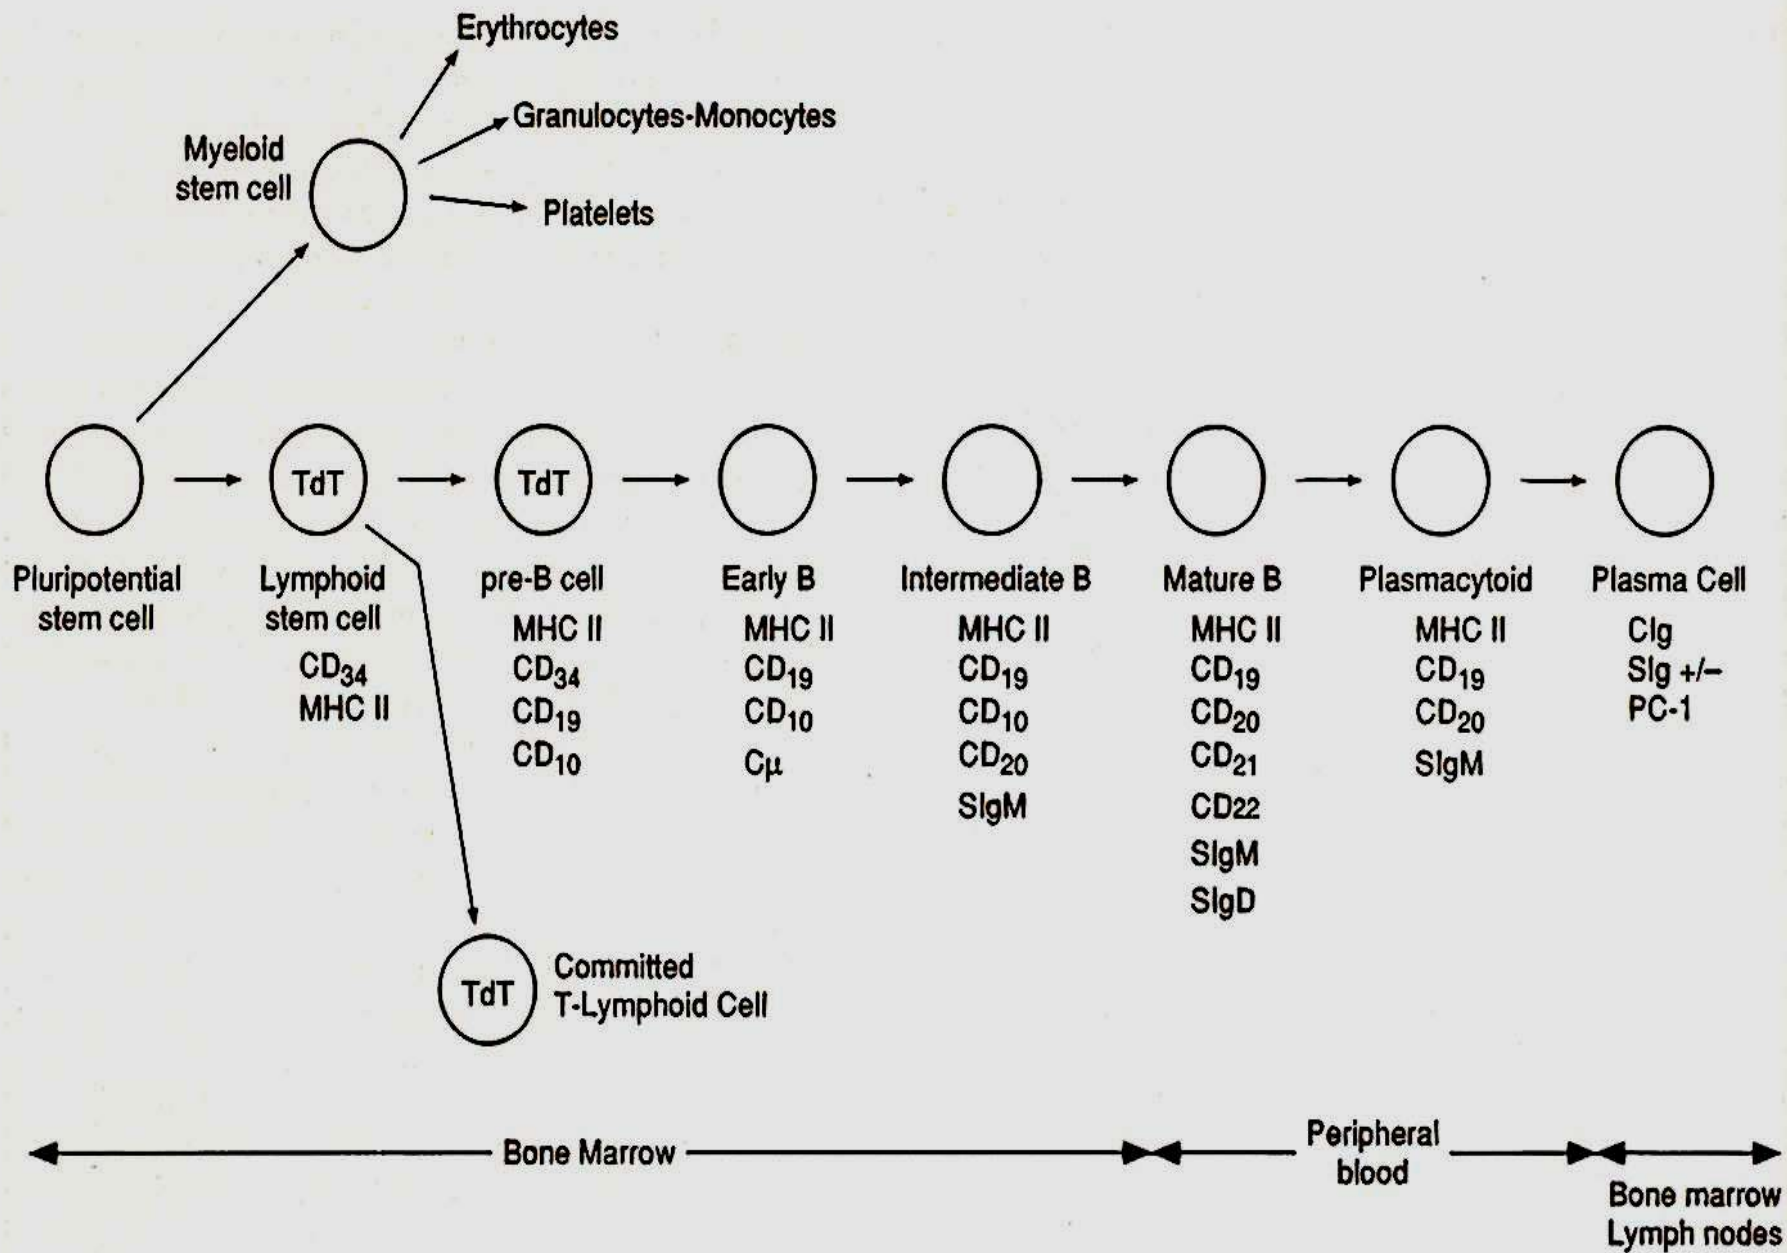 Erythrocytes
Granulocytes-Monocytes
Myeloid
stem cell
Platelets
TdT
TdT
Pluripotential
stem cell
Lymphoid
stem cell
CD34
MHC II
pre-B cell
MHC II
CD34
CD19
CD10
Early B
MHC II
CD19
CD10
Cμ
Intermediate B
MHC II
CD19
CD10
CD20
SIgM
Mature B
MHC II
CD19
CD20
CD21
CD22
SIgM
SIgD
Plasmacytoid
MHC II
CD19
CD20
SIgM
Plasma Cell
CIg
SIg +/–
PC-1
TdT
Committed
T-Lymphoid Cell
Bone Marrow
Peripheral
blood
Bone marrow
Lymph nodes